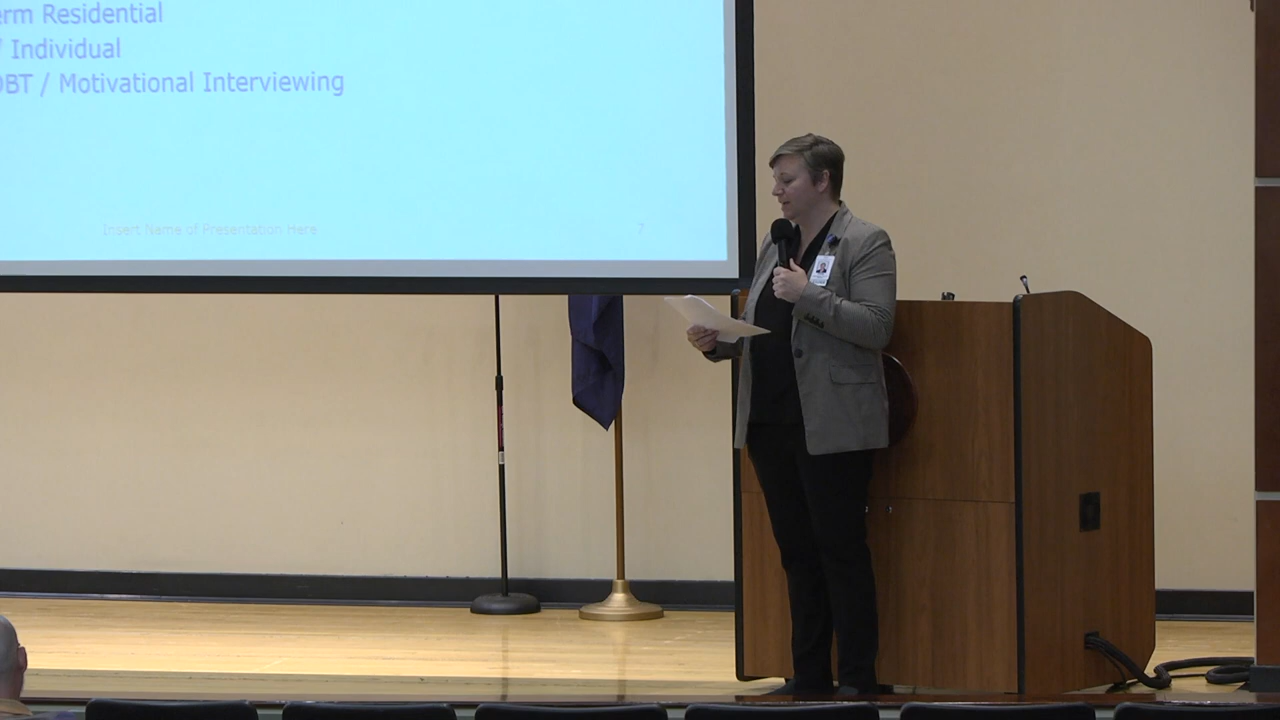 erm Residential
/ Individual
DBT / Motivational Interviewing
Insert Name of Presentation Here
7